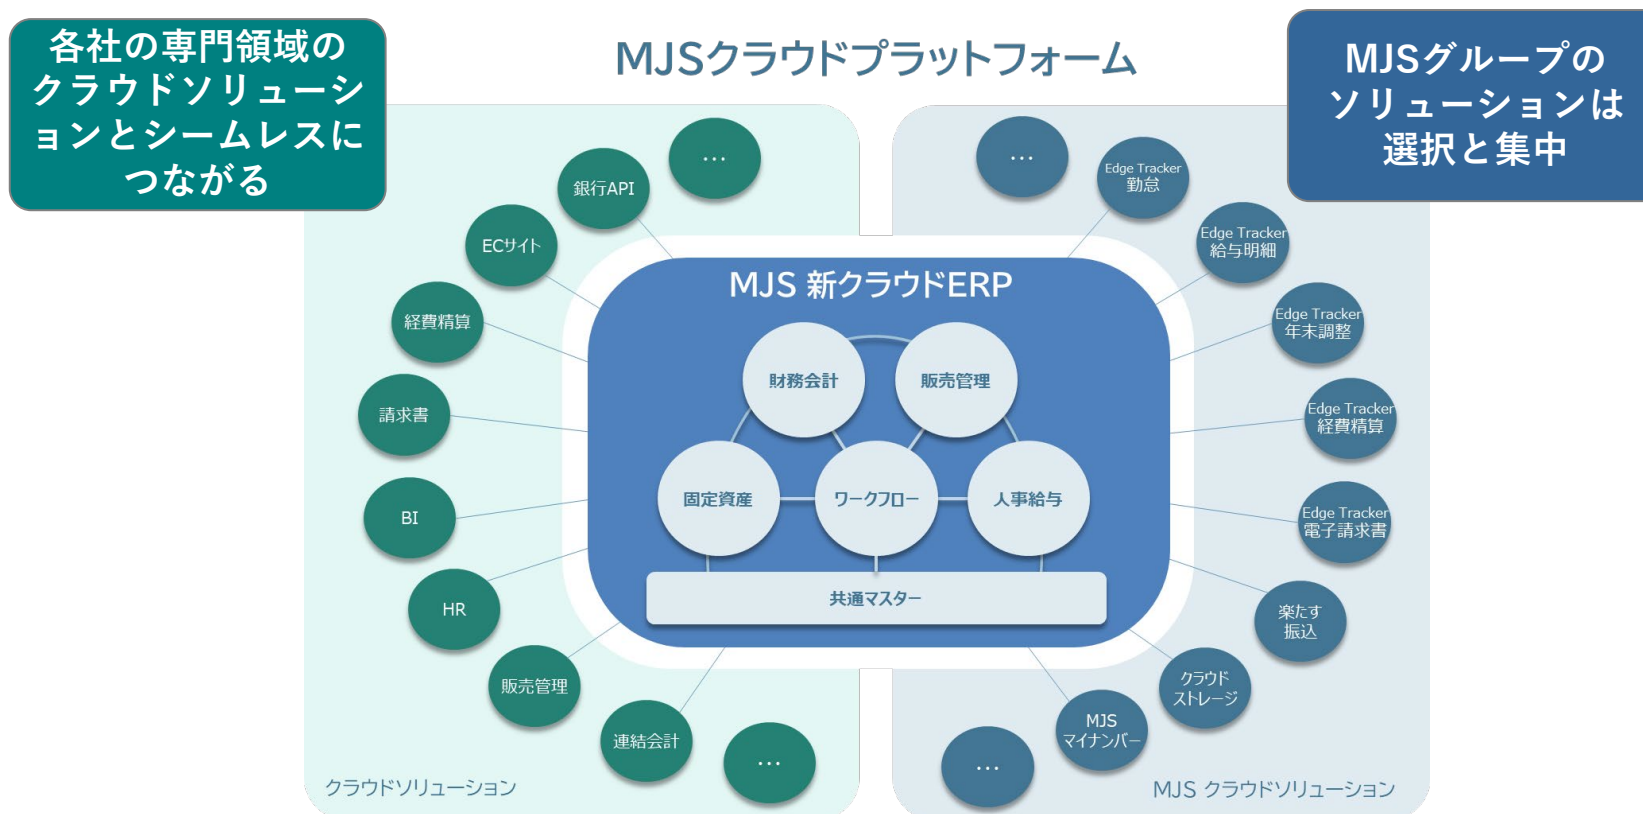 各社の専門領域の
クラウドソリューシ
ョンとシームレスに
つながる
MJSクラウドプラットフォーム
MJSグループの
ソリューションは
選択と集中
…
銀行API
ECサイト
経費精算
請求書
BI
HR
販売管理
連結会計
…
クラウドソリューション
MJS 新クラウドERP
財務会計
販売管理
固定資産
ワークフロー
人事給与
共通マスター
…
Edge Tracker
勤怠
Edge Tracker
給与明細
Edge Tracker
年末調整
Edge Tracker
経費精算
Edge Tracker
電子請求書
楽たす
振込
クラウド
ストレージ
MJS
マイナンバー
…
MJS クラウドソリューション